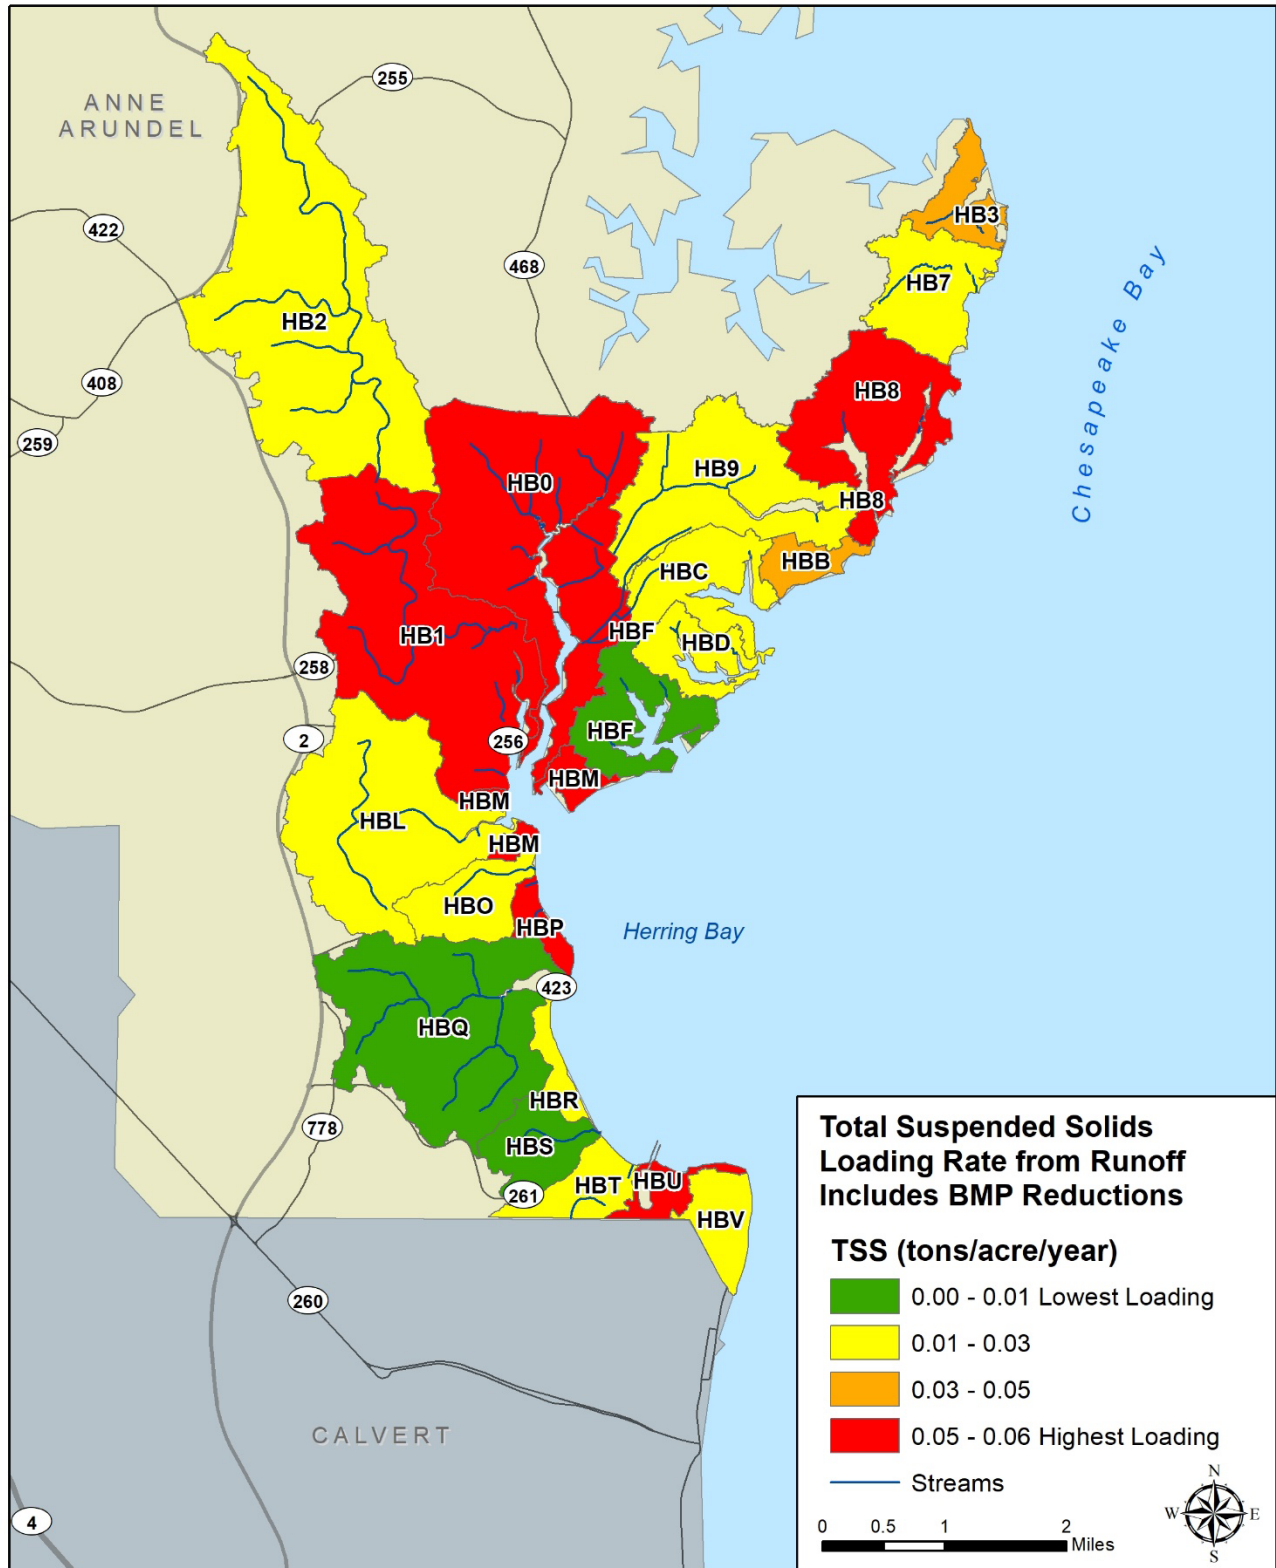 ANNE
ARUNDEL
255
422
468
HB3
HB7
HB2
408
259
HB8
Chesapeake Bay
HB9
HB0
HB8
HBB
HBC
HBF
HB1
HBD
258
2
256
HBF
HBM
HBM
HBL
HBM
HBO
HBP
Herring Bay
423
HBQ
HBR
778
HBS
261
HBT
HBU
HBV
260
CALVERT
4
Total Suspended Solids
Loading Rate from Runoff
Includes BMP Reductions
TSS (tons/acre/year)
0.00 - 0.01 Lowest Loading
0.01 - 0.03
0.03 - 0.05
0.05 - 0.06 Highest Loading
Streams
N
W E
S
0 0.5 1 2
Miles